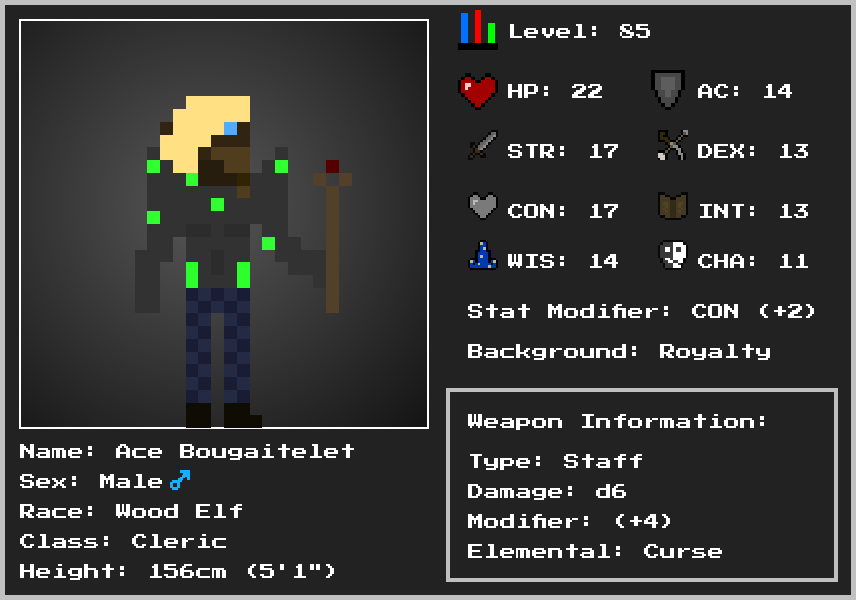 Level: 85
HP: 22
AC: 14
STR: 17
DEX: 13
CON: 17
INT: 13
WIS: 14
CHA: 11
Stat Modifier: CON (+2)
Background: Royalty
Weapon Information:
Type: Staff
Damage: d6
Modifier: (+4)
Elemental: Curse
Name: Ace Bougaitelet
Sex: Male♂
Race: Wood Elf
Class: Cleric
Height: 156cm (5'1")